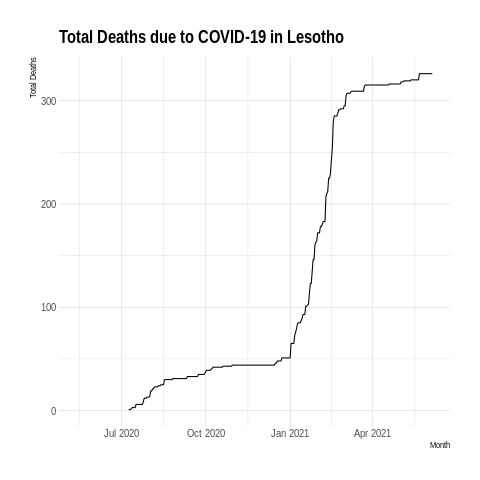 Total Deaths due to COVID-19 in Lesotho
Total Deaths
300
200
100
0
Jul 2020 Oct 2020 Jan 2021 Apr 2021
Month